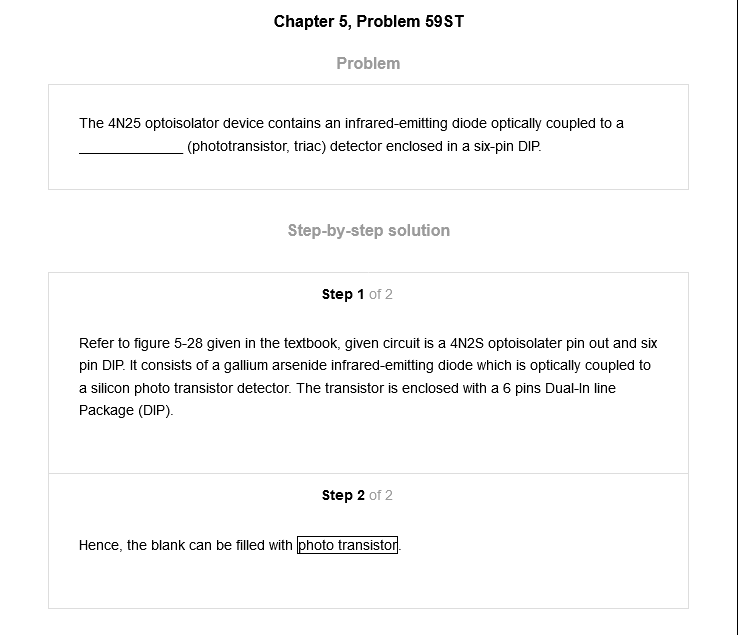 Chapter 5, Problem 59ST
Problem
The 4N25 optoisolator device contains an infrared-emitting diode optically coupled to a
_____________ (phototransistor, triac) detector enclosed in a six-pin DIP.
Step-by-step solution
Step 1 of 2
Refer to figure 5-28 given in the textbook, given circuit is a 4N2S optoisolater pin out and six
pin DIP. It consists of a gallium arsenide infrared-emitting diode which is optically coupled to
a silicon photo transistor detector. The transistor is enclosed with a 6 pins Dual-In line
Package (DIP).
Step 2 of 2
Hence, the blank can be filled with photo transistor.